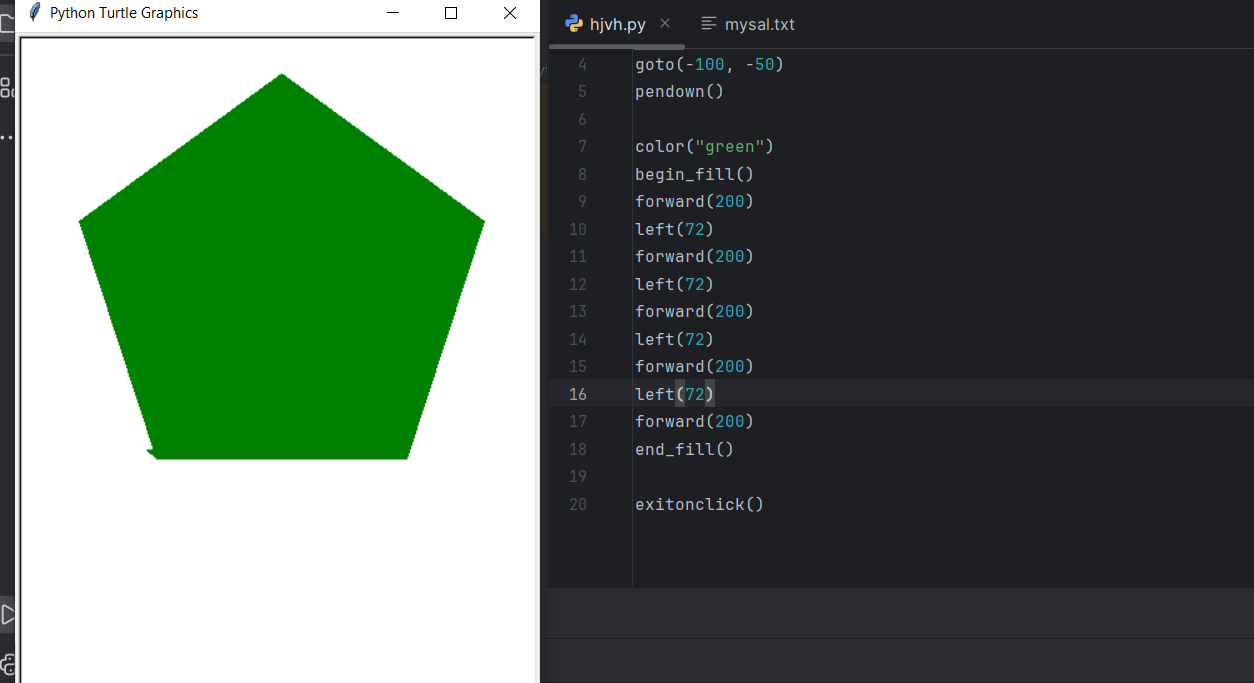 Python Turtle Graphics
hjvh.py
mysal.txt
4 goto(-100, -50)
5 pendown()
6
7 color("green")
8 begin_fill()
9 forward(200)
10 left(72)
11 forward(200)
12 left(72)
13 forward(200)
14 left(72)
15 forward(200)
16 left(72)
17 forward(200)
18 end_fill()
19
20 exitonclick()